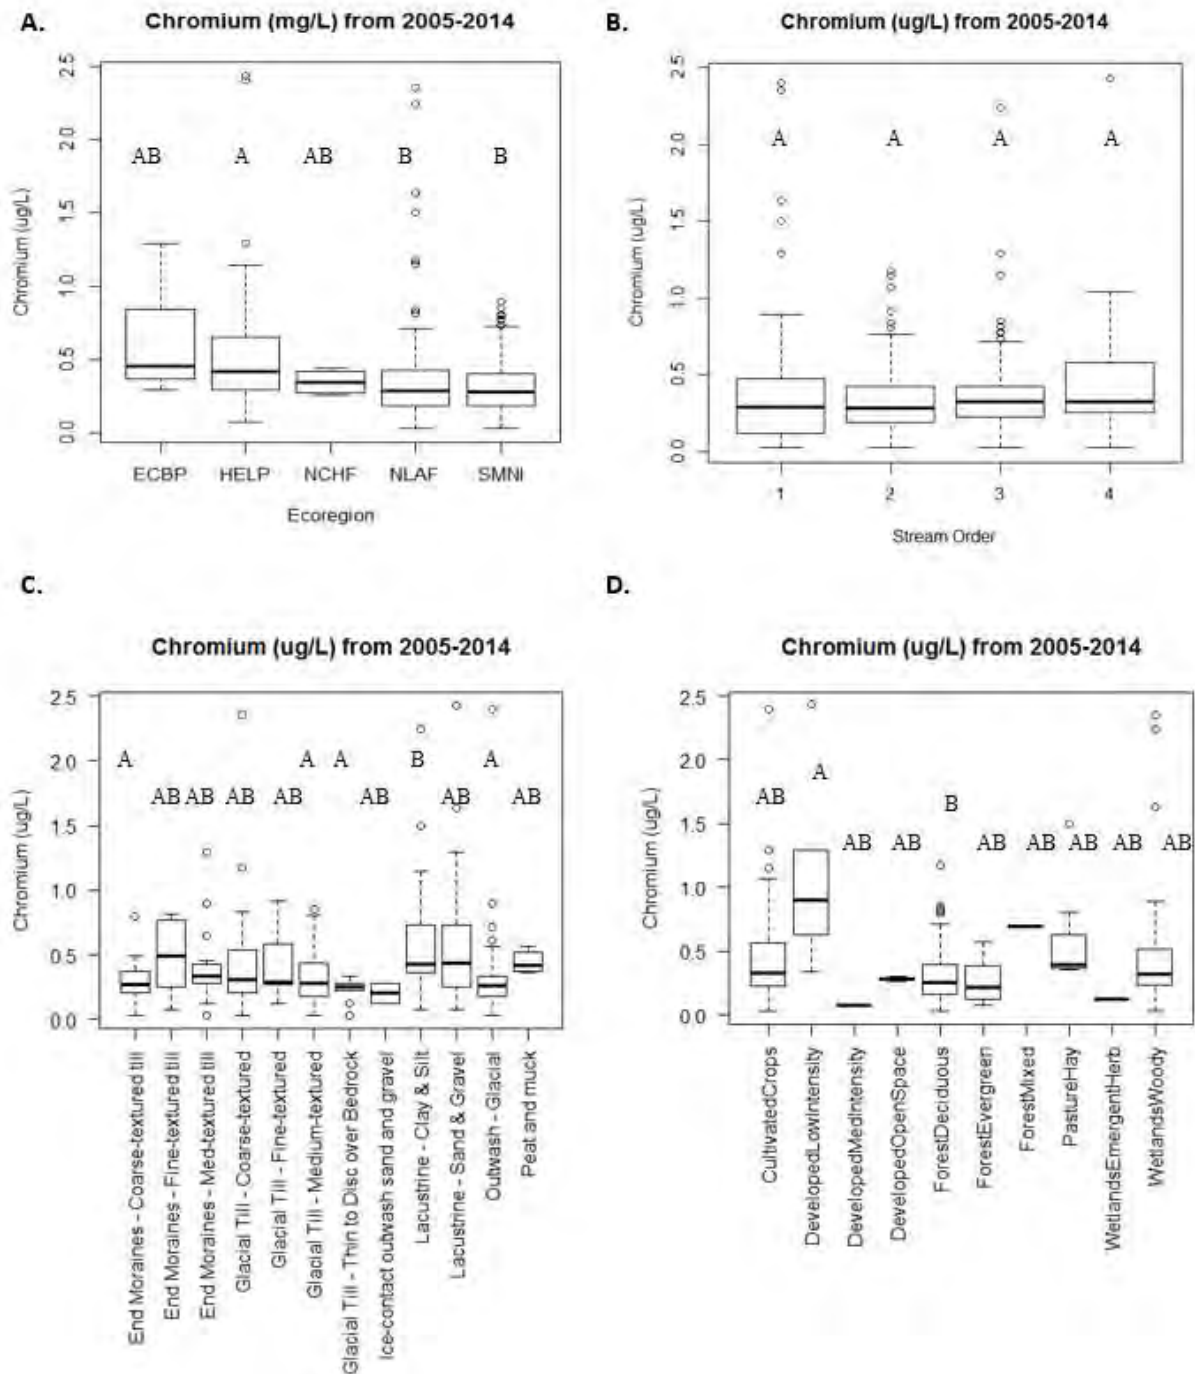 A.
Chromium (mg/L) from 2005-2014
Chromium (ug/L)
2.5
2.0
1.5
1.0
0.5
0.0
AB A AB B B
ECBP HELP NCHF NLAF SMNI
Ecoregion
B.
Chromium (ug/L) from 2005-2014
Chromium (ug/L)
2.5
2.0
1.5
1.0
0.5
0.0
A A A A
1 2 3 4
Stream Order
C.
Chromium (ug/L) from 2005-2014
Chromium (ug/L)
2.5
2.0
1.5
1.0
0.5
0.0
A A A B A
AB AB AB AB AB AB AB
End Moraines - Coarse-textured till
End Moraines - Fine-textured till
End Moraines - Med-textured till
Glacial Till - Coarse-textured
Glacial Till - Fine-textured
Glacial Till - Medium-textured
Glacial Till - Thin to Disc over Bedrock
Ice-contact outwash sand and gravel
Lacustrine - Clay & Silt
Lacustrine - Sand & Gravel
Outwash - Glacial
Peat and muck
D.
Chromium (ug/L) from 2005-2014
Chromium (ug/L)
2.5
2.0
1.5
1.0
0.5
0.0
A
AB B
AB AB AB AB AB AB AB
CultivatedCrops
DevelopedLowIntensity
DevelopedMedIntensity
DevelopedOpenSpace
ForestDeciduous
ForestEvergreen
ForestMixed
PastureHay
WetlandsEmergentHerb
WetlandsWoody